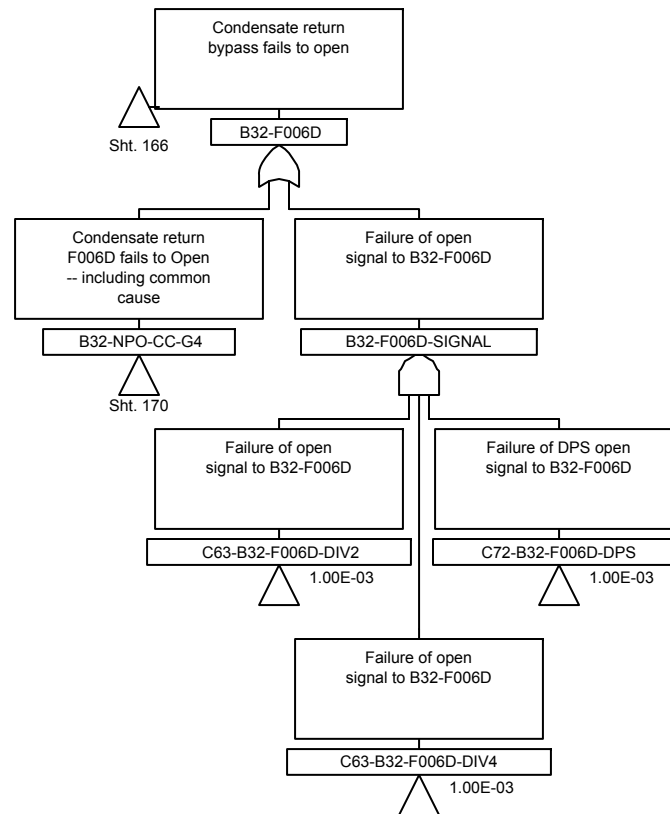 Condensate return
bypass fails to open
Sht. 166
B32-F006D
Condensate return
F006D fails to Open
-- including common
cause
B32-NPO-CC-G4
Sht. 170
Failure of open
signal to B32-F006D
B32-F006D-SIGNAL
Failure of open
signal to B32-F006D
C63-B32-F006D-DIV2
1.00E-03
Failure of DPS open
signal to B32-F006D
C72-B32-F006D-DPS
1.00E-03
Failure of open
signal to B32-F006D
C63-B32-F006D-DIV4
1.00E-03